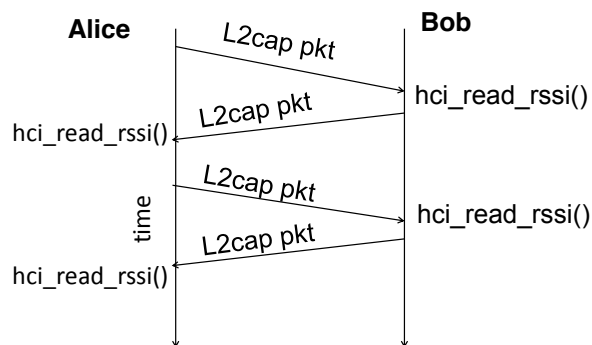 Alice
Bob
L2cap pkt
hci_read_rssi()
L2cap pkt
hci_read_rssi()
L2cap pkt
hci_read_rssi()
time
L2cap pkt
hci_read_rssi()